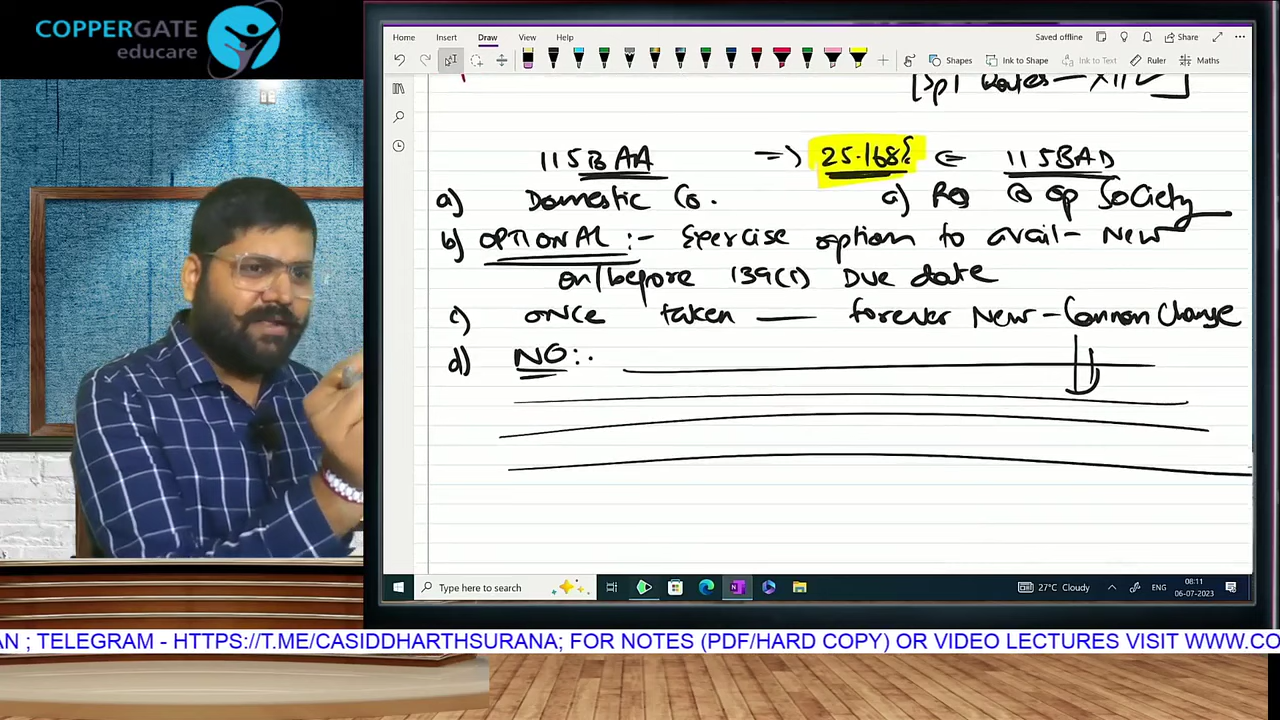 COPPERGATE
educare
Home Insert Draw View Help
Saved offline Share
Shapes Ink to Shape Ink to Text Ruler Maths
115BAA => 25.168% <= 115BAD
a) Domestic Co. a) Res Co op Society
b) OPTIONAL :- Exercise option to avail - New
on/before 139(1) Due date
c) once taken — forever New - Cannon Change
d) NO:.
Type here to search
27°C Cloudy ENG 08:11
06-07-2023
AN ; TELEGRAM - HTTPS://T.ME/CASIDDHARTHSURANA; FOR NOTES (PDF/HARD COPY) OR VIDEO LECTURES VISIT WWW.CO